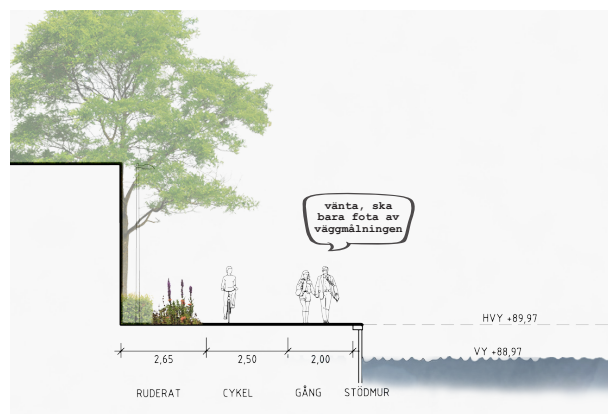 vänta, ska
bara fota av
väggmålningen
HVY +89,97
VY +88,97
2,65 2,50 2,00
RUDERAT CYKEL GÅNG STÖDMUR